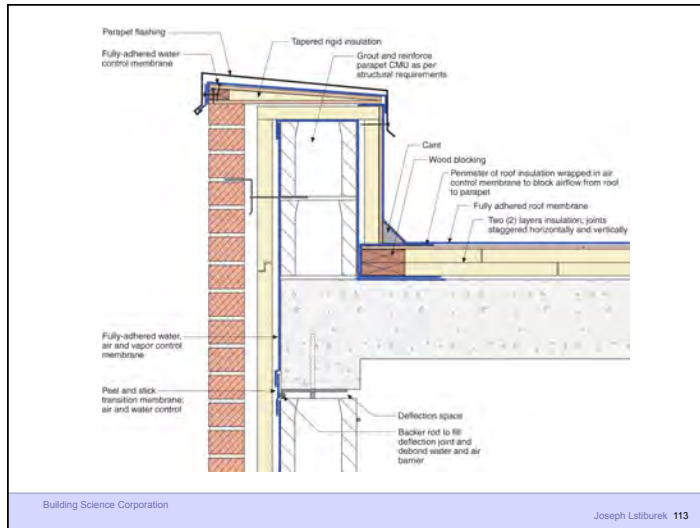 Parapet flashing
Fully-adhered water
control membrane
Tapered rigid insulation
Grout and reinforce
parapet CMU as per
structural requirements
Cant
Wood blocking
Perimeter of roof insulation wrapped in air
control membrane to block airflow from roof
to parapet
Fully adhered roof membrane
Two (2) layers insulation; joints
staggered horizontally and vertically
Fully-adhered water,
air and vapor control
membrane
Peel and stick
transition membrane;
air and water control
Deflection space
Backer rod to fill
deflection joint and
debond water and air
barrier
Building Science Corporation
Joseph Lstiburek 113